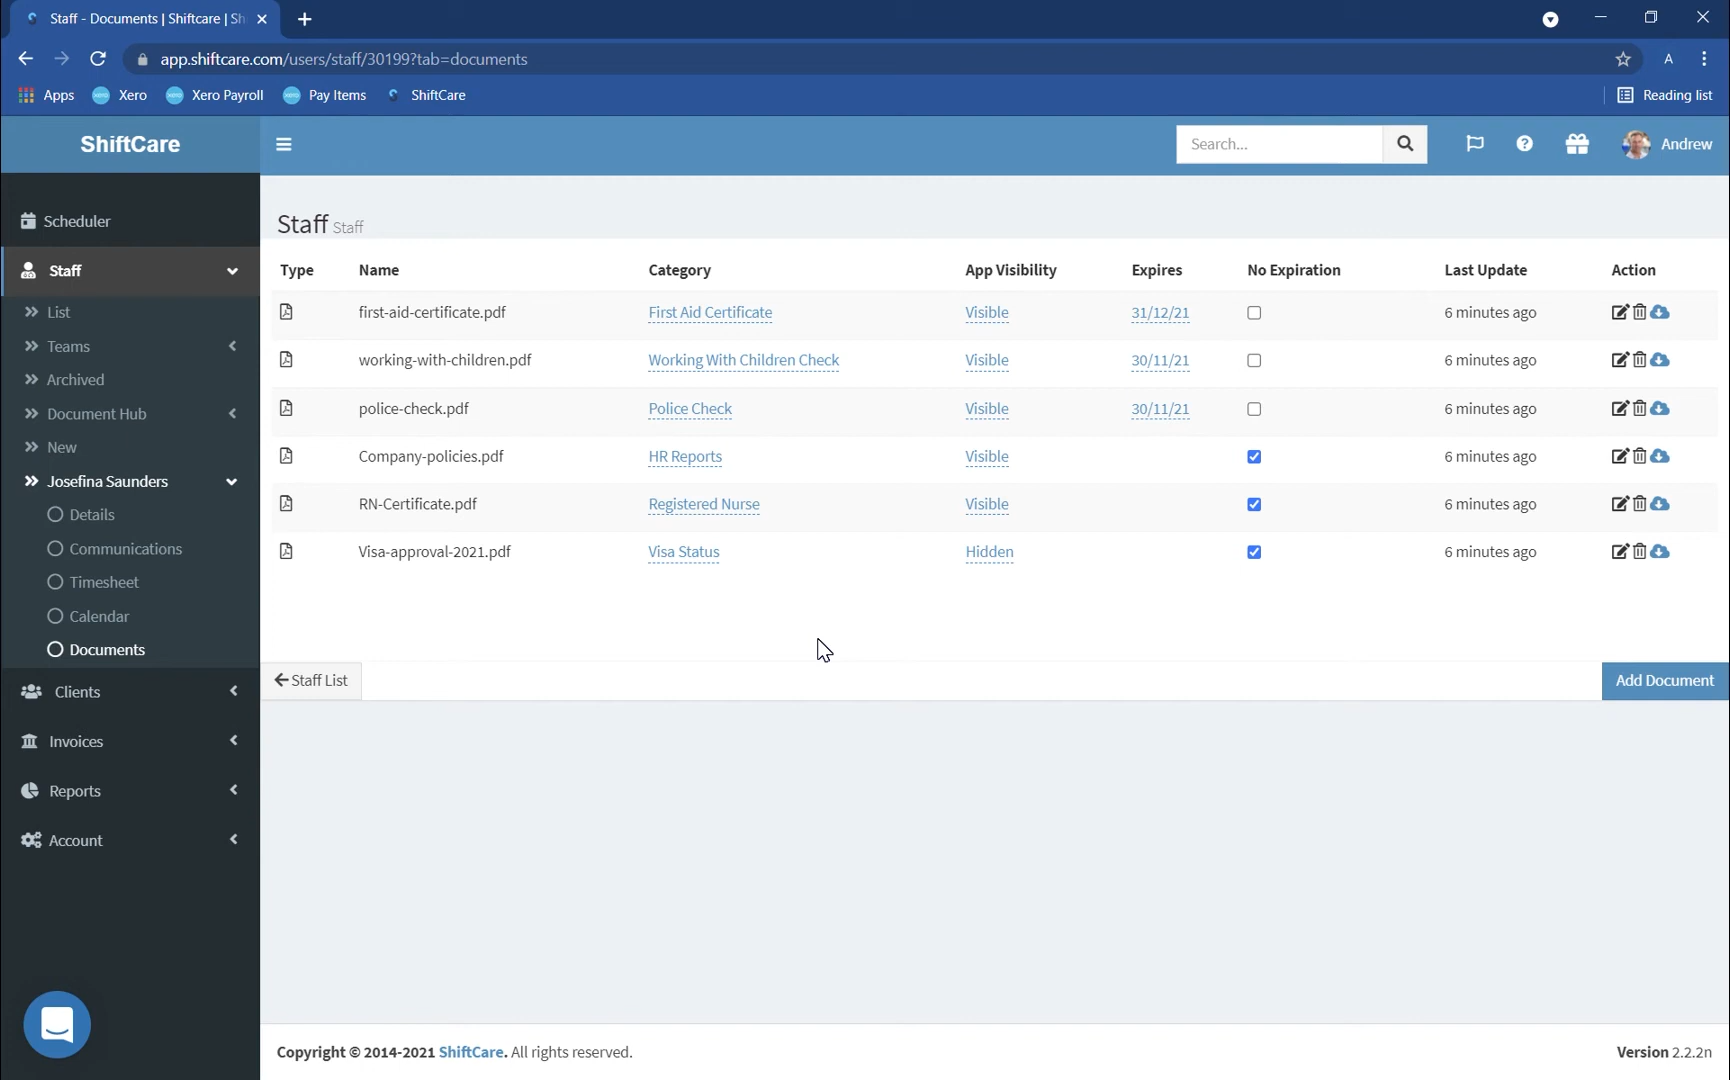 Staff - Documents | Shiftcare | Sh
app.shiftcare.com/users/staff/30199?tab=documents
A
Apps
Xero
Xero Payroll
Pay Items
ShiftCare
Reading list
ShiftCare
Search...
Andrew
Scheduler
Staff
List
Teams
Archived
Document Hub
New
Josefina Saunders
Details
Communications
Timesheet
Calendar
Documents
Clients
Invoices
Reports
Account
Staff Staff
Type Name Category App Visibility Expires No Expiration Last Update Action
first-aid-certificate.pdf First Aid Certificate Visible 31/12/21 6 minutes ago
working-with-children.pdf Working With Children Check Visible 30/11/21 6 minutes ago
police-check.pdf Police Check Visible 30/11/21 6 minutes ago
Company-policies.pdf HR Reports Visible 6 minutes ago
RN-Certificate.pdf Registered Nurse Visible 6 minutes ago
Visa-approval-2021.pdf Visa Status Hidden 6 minutes ago
Staff List
Add Document
Copyright © 2014-2021 ShiftCare. All rights reserved.
Version 2.2.2n